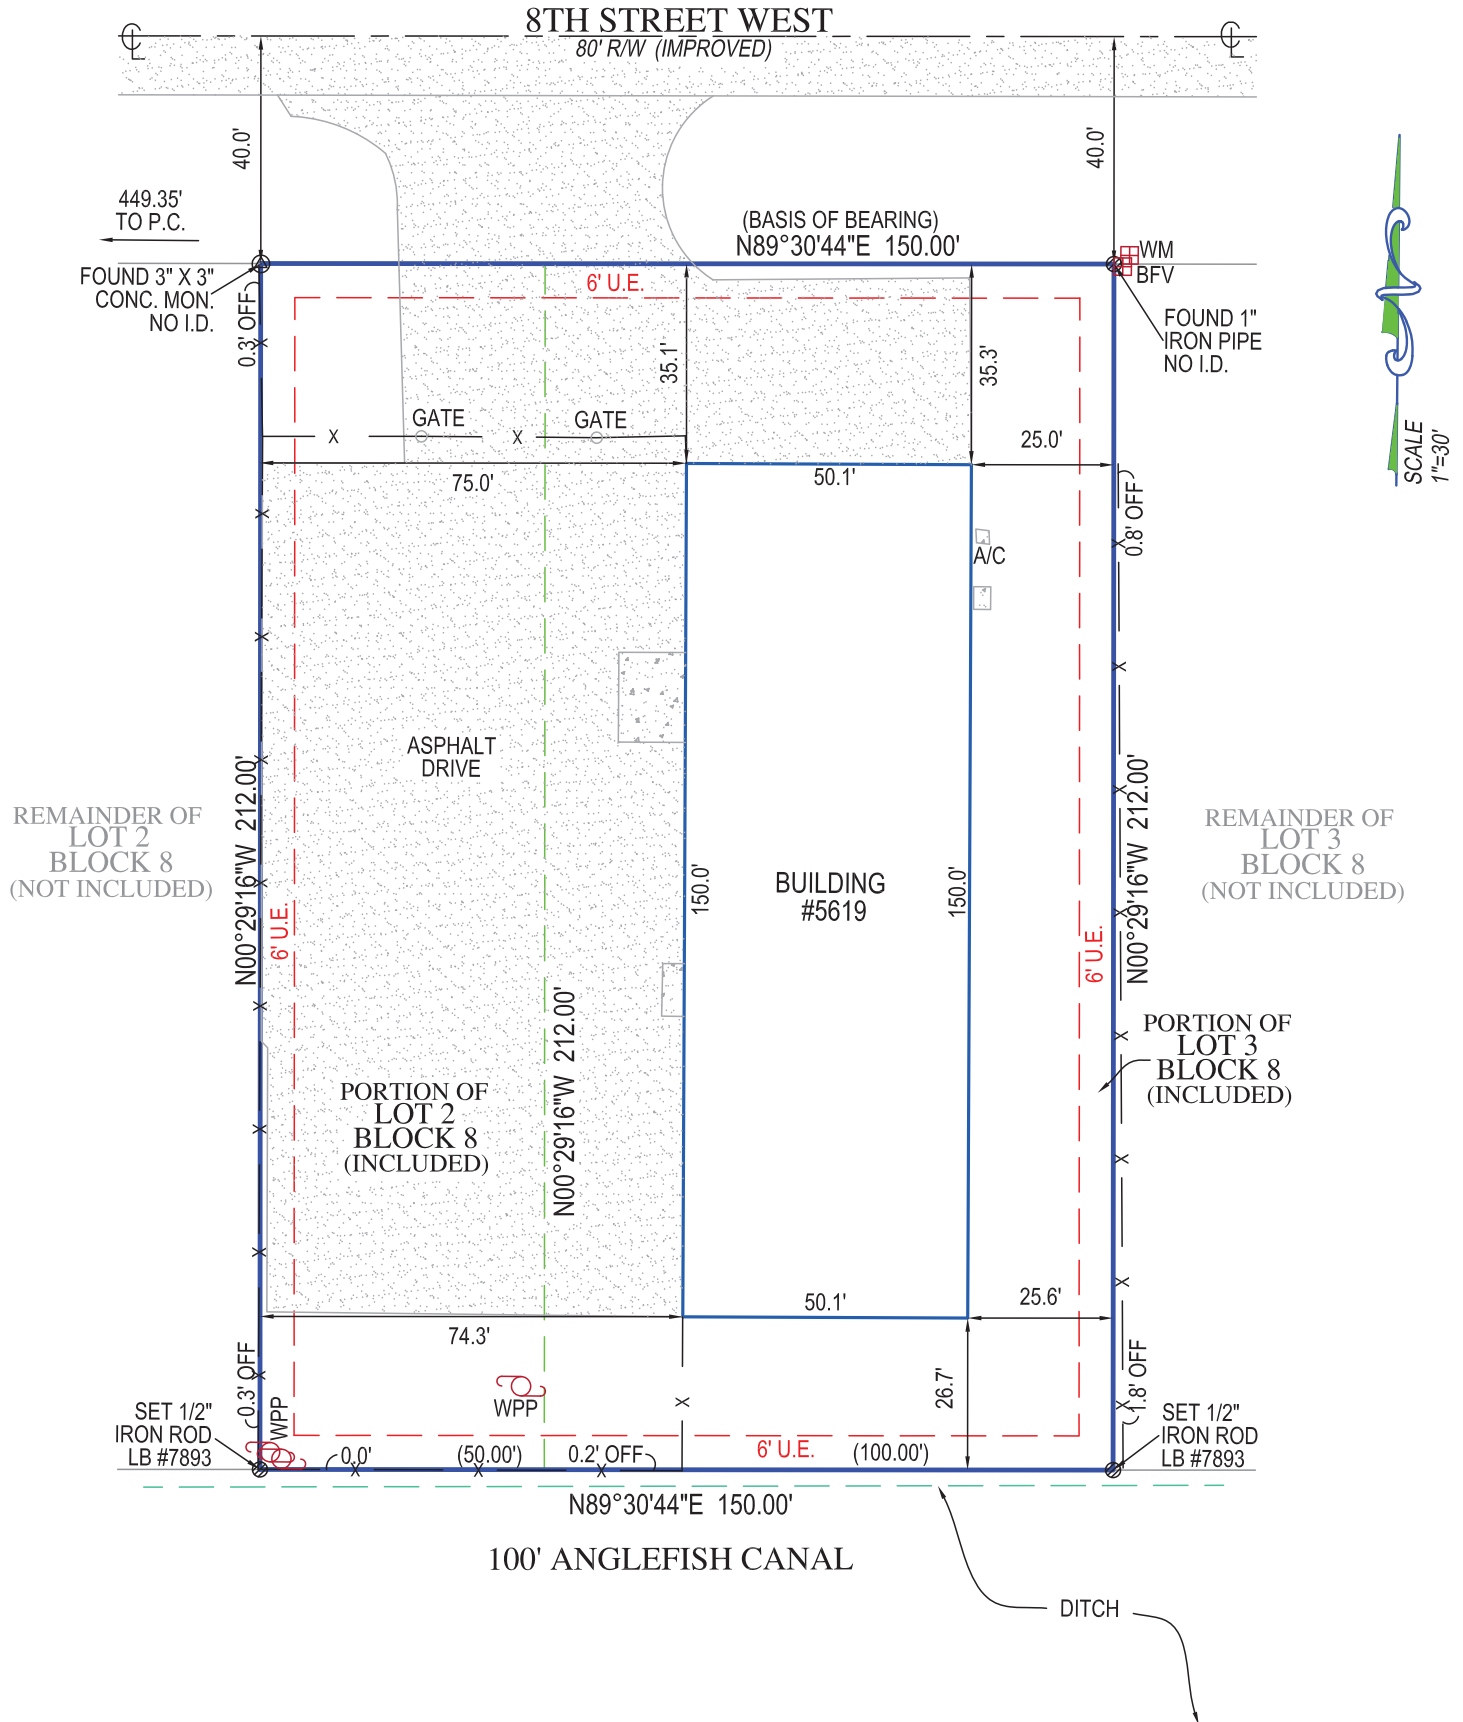 8TH STREET WEST
80' R/W (IMPROVED)
40.0'
40.0'
449.35'
TO P.C.
(BASIS OF BEARING)
N89°30'44"E 150.00'
WM
BFV
FOUND 3" X 3"
CONC. MON.
NO I.D.
0.3' OFF
6' U.E.
FOUND 1"
IRON PIPE
NO I.D.
35.1'
35.3'
SCALE
1"=30'
X
GATE
X
GATE
25.0'
75.0'
50.1'
0.8' OFF
A/C
ASPHALT
DRIVE
N00°29'16"W 212.00'
N00°29'16"W 212.00'
REMAINDER OF
LOT 2
BLOCK 8
(NOT INCLUDED)
REMAINDER OF
LOT 3
BLOCK 8
(NOT INCLUDED)
150.0'
BUILDING
#5619
150.0'
6' U.E.
6' U.E.
N00°29'16"W 212.00'
PORTION OF
LOT 3
BLOCK 8
(INCLUDED)
PORTION OF
LOT 2
BLOCK 8
(INCLUDED)
50.1'
25.6'
74.3'
0.3' OFF
26.7'
1.8' OFF
WPP
WPP
X
SET 1/2"
IRON ROD
LB #7893
SET 1/2"
IRON ROD
LB #7893
0.0'
(50.00')
0.2' OFF
6' U.E.
(100.00')
X X X
N89°30'44"E 150.00'
100' ANGLEFISH CANAL
DITCH